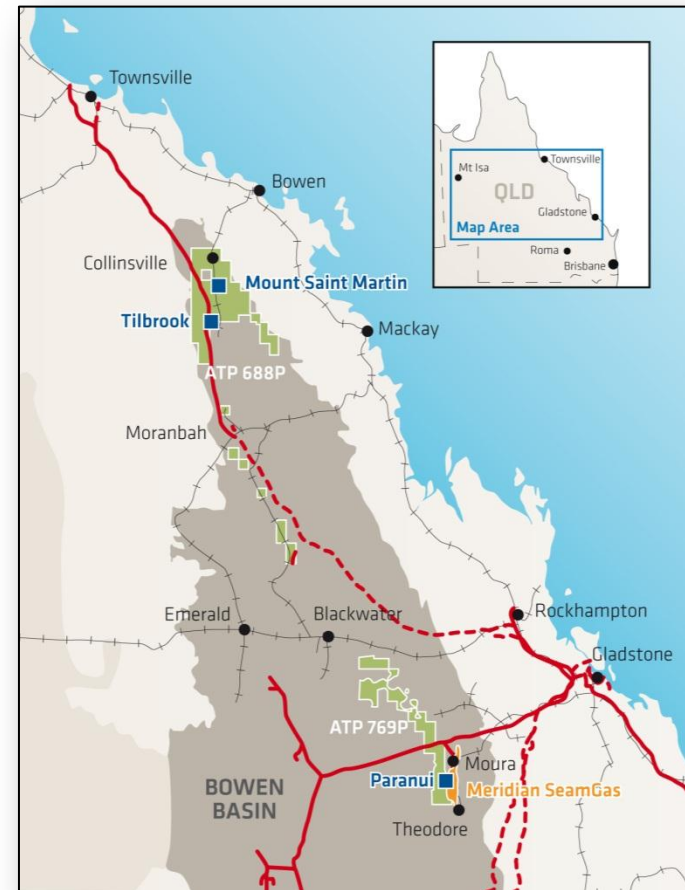 Townsville
Bowen
Collinsville
Mount Saint Martin
Tilbrook
Mackay
ATP 688P
Moranbah
Emerald
Blackwater
Rockhampton
Gladstone
ATP 769P
Moura
Paranui
Meridian SeamGas
BOWEN
BASIN
Theodore
Townsville
Mt Isa
QLD
Gladstone
Map Area
Roma
Brisbane